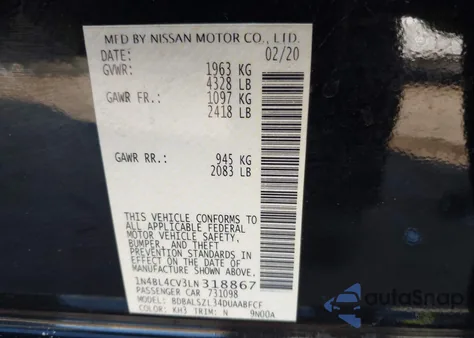 MFD BY NISSAN MOTOR CO., LTD.
DATE: 02/20
GVWR: 1963 KG
4328 LB
GAWR FR.: 1097 KG
2418 LB
GAWR RR.: 945 KG
2083 LB
THIS VEHICLE CONFORMS TO
ALL APPLICABLE FEDERAL
MOTOR VEHICLE SAFETY,
BUMPER, AND THEFT
PREVENTION STANDARDS IN
EFFECT ON THE DATE OF
MANUFACTURE SHOWN ABOVE.
1N4BL4CV3LN318867
PASSENGER CAR 731098
MODEL: BDBALSZL34DUAABFCF
COLOR: KH3 TRIM: N 9N00A
AutoSnap